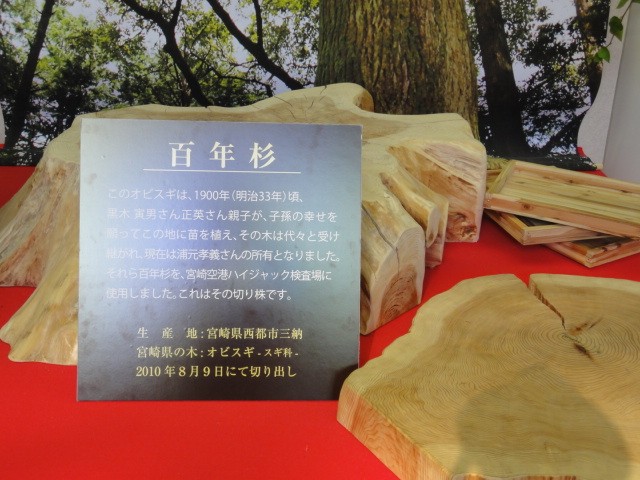 百年杉
このオビスギは、1900年(明治33年)頃、
黒木 寅男さん正英さん親子が、子孫の幸せを
願ってこの地に苗を植え、その木は代々と受け
継がれ、現在は浦元孝義さんの所有となりました。
それら百年杉を、宮崎空港ハイジャック検査場に
使用しました。これはその切り株です。
生 産 地:宮崎県西都市三納
宮崎県の木:オビスギ-スギ科-
2010年8月9日にて切り出し